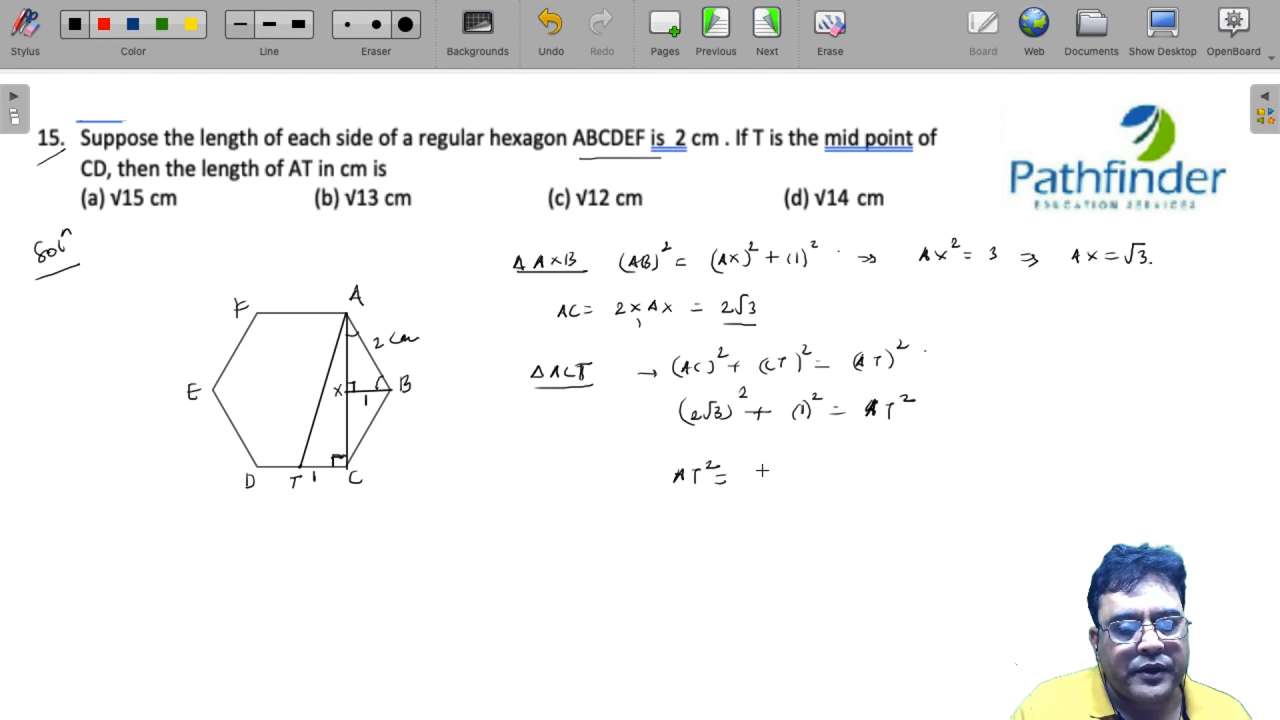 Stylus Color Line Eraser Backgrounds Undo Redo Pages Previous Next Erase Board Web Documents Show Desktop OpenBoard
15. Suppose the length of each side of a regular hexagon ABCDEF is 2 cm . If T is the mid point of
CD, then the length of AT in cm is
(a) √15 cm (b) √13 cm (c) √12 cm (d) √14 cm
Pathfinder
EDUCATION SERVICES
Solⁿ
Δ AXB (AB)² = (AX)² + (1)² ⇒ AX² = 3 ⇒ AX = √3.
AC = 2 × AX = 2√3
Δ ACT → (AC)² + (CT)² = (AT)²
(2√3)² + (1)² = AT²
AT² = +
F A
2 cm
E X B
1
D T 1 C